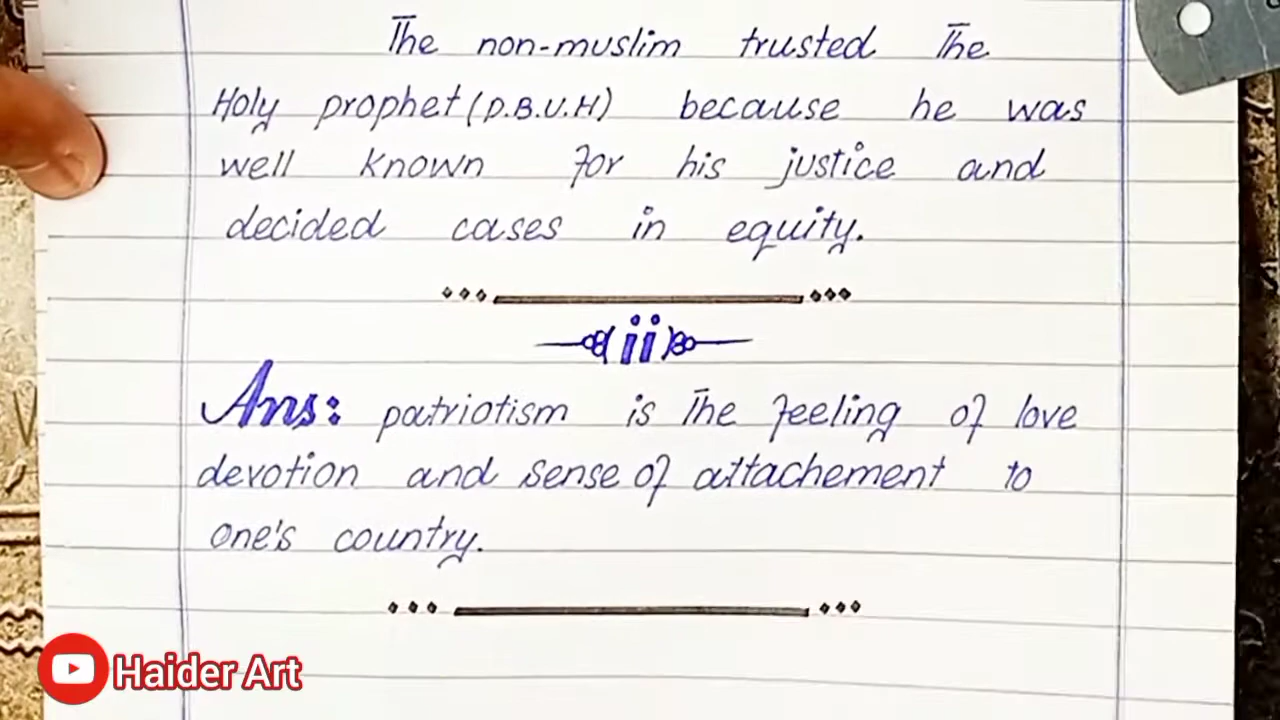 The non-muslim trusted The
Holy prophet (P.B.U.H) because he was
well known for his justice and
decided cases in equity.
(ii)
Ans: patriotism is The feeling of love
devotion and sense of attachement to
one's country.
Haider Art